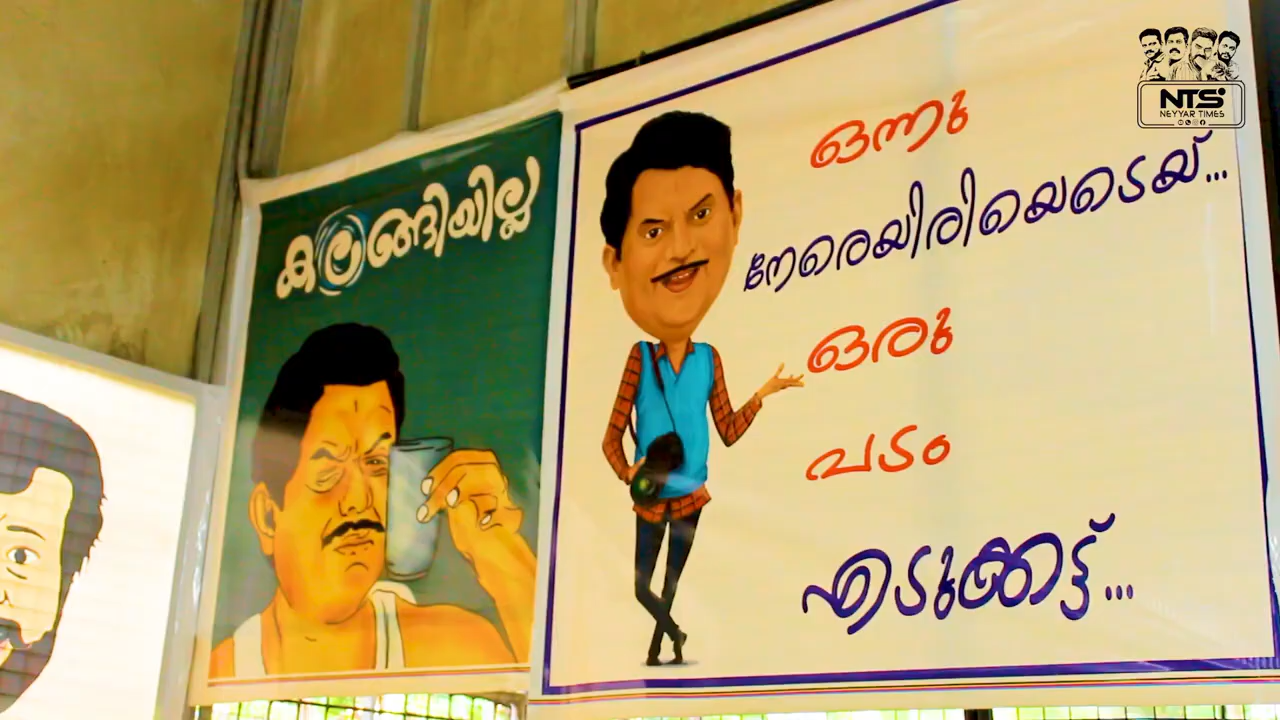 കലങ്ങിയില്ല
ഒന്നു
നേരെയിരിയെടെയ്...
ഒരു
പടം
എടുക്കട്ട്...
NTS
NEYYAR TIMES